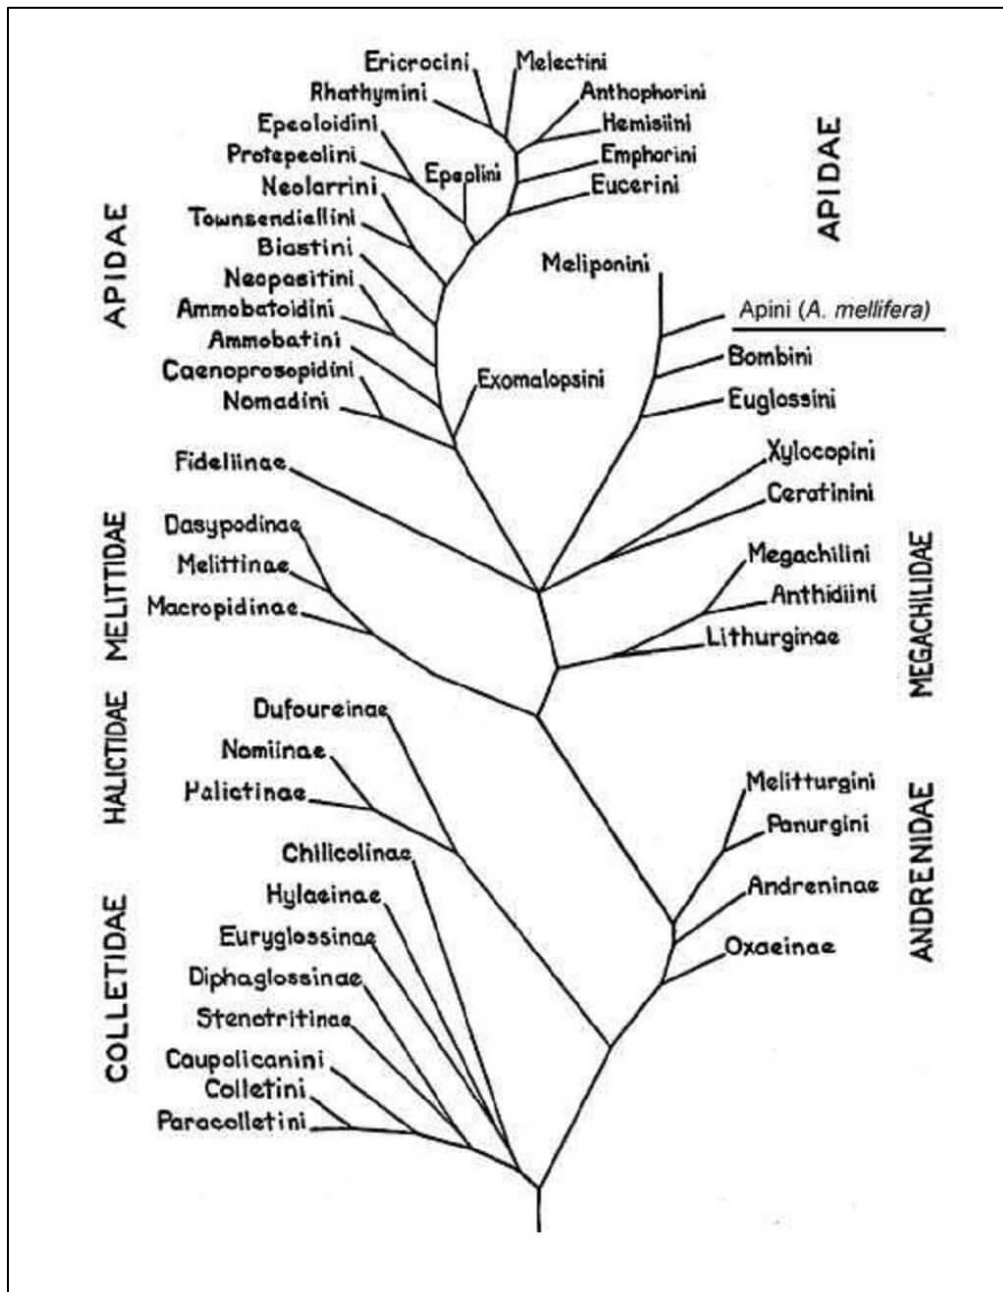 Ericrocini
Melectini
Rhathymini
Anthophorini
Epeoloidini
Hemisiini
Protepeolini
Epeolini
Emphorini
Neolarrini
Eucerini
Townsendiellini
Biastini
Neopasitini
Ammobatoidini
Ammobatini
Caenoprosopidini
Nomadini
Exomalopsini
Meliponini
Apini (A. mellifera)
Bombini
Euglossini
Fideliinae
Xylocopini
Ceratinini
Dasypodinae
Melittinae
Macropidinae
Megachilini
Anthidiini
Lithurginae
Dufoureinae
Nomiinae
Halictinae
Melitturgini
Panurgini
Andreninae
Oxaeinae
Chilicolinae
Hylaeinae
Euryglossinae
Diphaglossinae
Stenotritinae
Caupolicanini
Colletini
Paracolletini
APIDAE
MELITTIDAE
HALICTIDAE
COLLETIDAE
APIDAE
MEGACHILIDAE
ANDRENIDAE